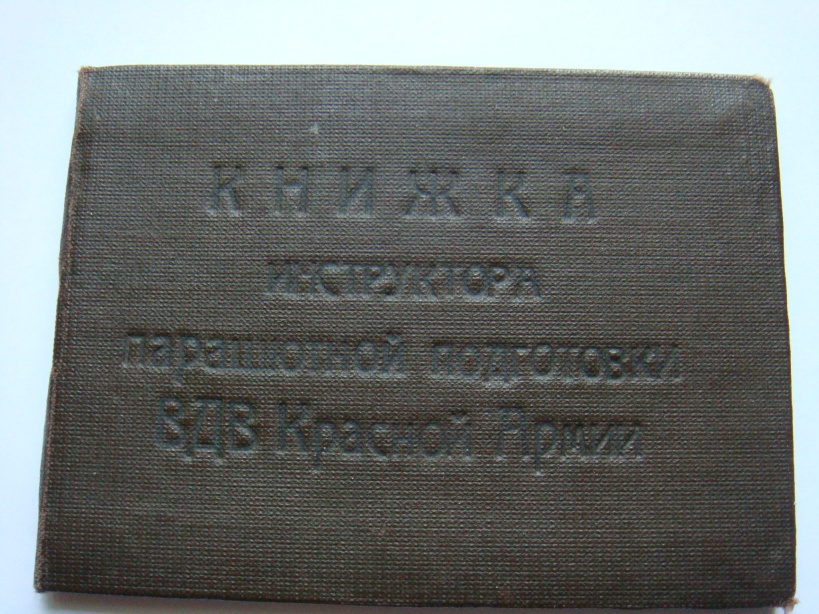 КНИЖКА
ИНСТРУКТОРА
парашютной подготовки
ВДВ Красной Армии